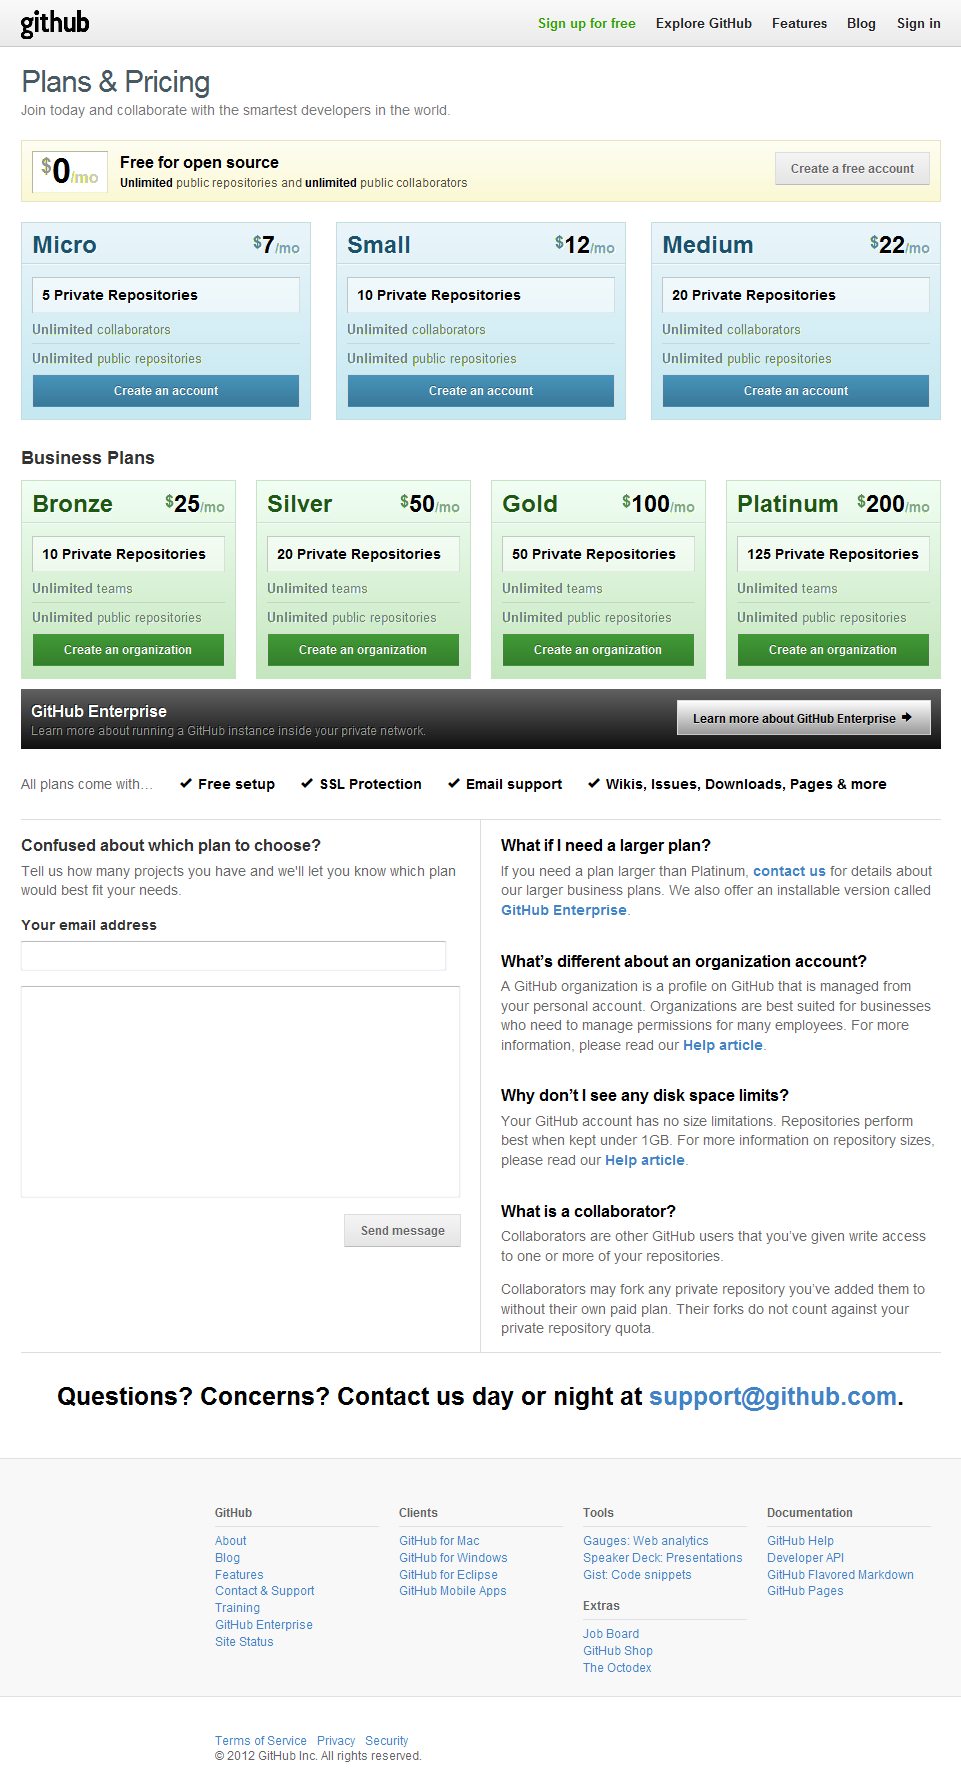 github
Sign up for free Explore GitHub Features Blog Sign in
Plans & Pricing
Join today and collaborate with the smartest developers in the world.
$0/mo
Free for open source
Unlimited public repositories and unlimited public collaborators
Create a free account
Micro $7/mo
5 Private Repositories
Unlimited collaborators
Unlimited public repositories
Create an account
Small $12/mo
10 Private Repositories
Unlimited collaborators
Unlimited public repositories
Create an account
Medium $22/mo
20 Private Repositories
Unlimited collaborators
Unlimited public repositories
Create an account
Business Plans
Bronze $25/mo
10 Private Repositories
Unlimited teams
Unlimited public repositories
Create an organization
Silver $50/mo
20 Private Repositories
Unlimited teams
Unlimited public repositories
Create an organization
Gold $100/mo
50 Private Repositories
Unlimited teams
Unlimited public repositories
Create an organization
Platinum $200/mo
125 Private Repositories
Unlimited teams
Unlimited public repositories
Create an organization
GitHub Enterprise
Learn more about running a GitHub instance inside your private network.
Learn more about GitHub Enterprise
All plans come with… Free setup SSL Protection Email support Wikis, Issues, Downloads, Pages & more
Confused about which plan to choose?
Tell us how many projects you have and we'll let you know which plan
would best fit your needs.
Your email address
Send message
What if I need a larger plan?
If you need a plan larger than Platinum, contact us for details about
our larger business plans. We also offer an installable version called
GitHub Enterprise.
What’s different about an organization account?
A GitHub organization is a profile on GitHub that is managed from
your personal account. Organizations are best suited for businesses
who need to manage permissions for many employees. For more
information, please read our Help article.
Why don’t I see any disk space limits?
Your GitHub account has no size limitations. Repositories perform
best when kept under 1GB. For more information on repository sizes,
please read our Help article.
What is a collaborator?
Collaborators are other GitHub users that you’ve given write access
to one or more of your repositories.
Collaborators may fork any private repository you’ve added them to
without their own paid plan. Their forks do not count against your
private repository quota.
Questions? Concerns? Contact us day or night at support@github.com.
GitHub
About
Blog
Features
Contact & Support
Training
GitHub Enterprise
Site Status
Clients
GitHub for Mac
GitHub for Windows
GitHub for Eclipse
GitHub Mobile Apps
Tools
Gauges: Web analytics
Speaker Deck: Presentations
Gist: Code snippets
Extras
Job Board
GitHub Shop
The Octodex
Documentation
GitHub Help
Developer API
GitHub Flavored Markdown
GitHub Pages
Terms of Service Privacy Security
© 2012 GitHub Inc. All rights reserved.